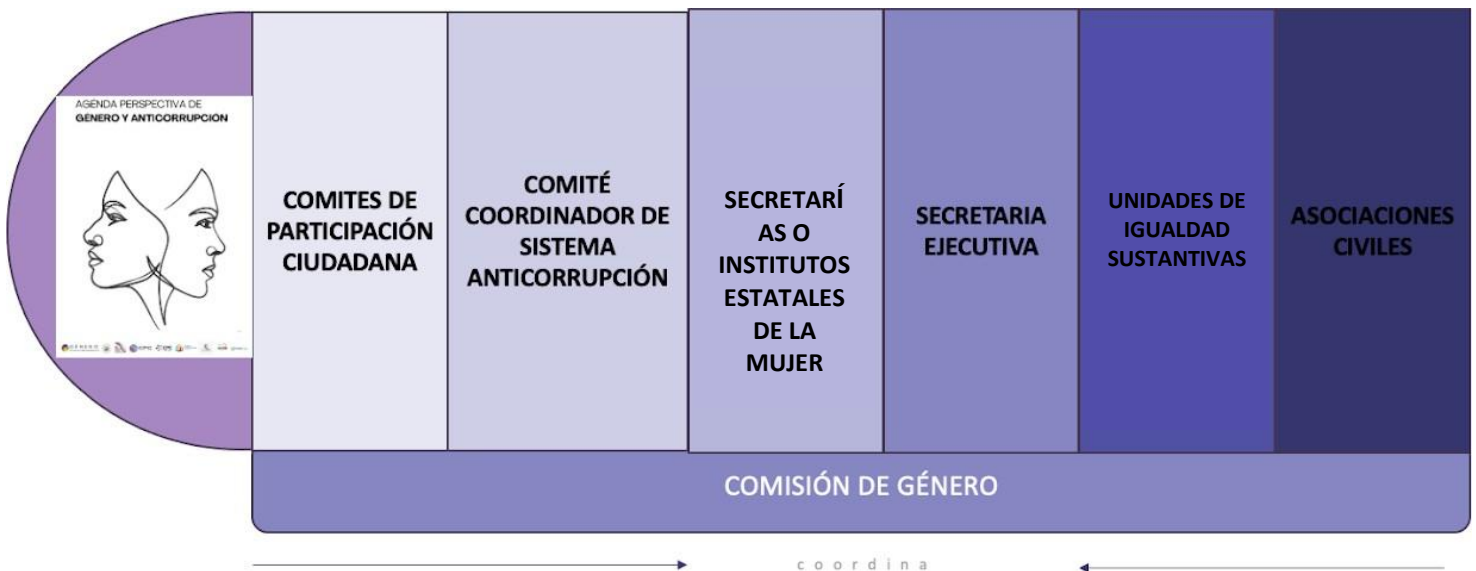 AGENDA PERSPECTIVA DE
GÉNERO Y ANTICORRUPCIÓN
COMITES DE
PARTICIPACIÓN
CIUDADANA
COMITÉ
COORDINADOR DE
SISTEMA
ANTICORRUPCIÓN
SECRETARÍ
AS O
INSTITUTOS
ESTATALES
DE LA
MUJER
SECRETARIA
EJECUTIVA
UNIDADES DE
IGUALDAD
SUSTANTIVAS
ASOCIACIONES
CIVILES
COMISIÓN DE GÉNERO
coordina